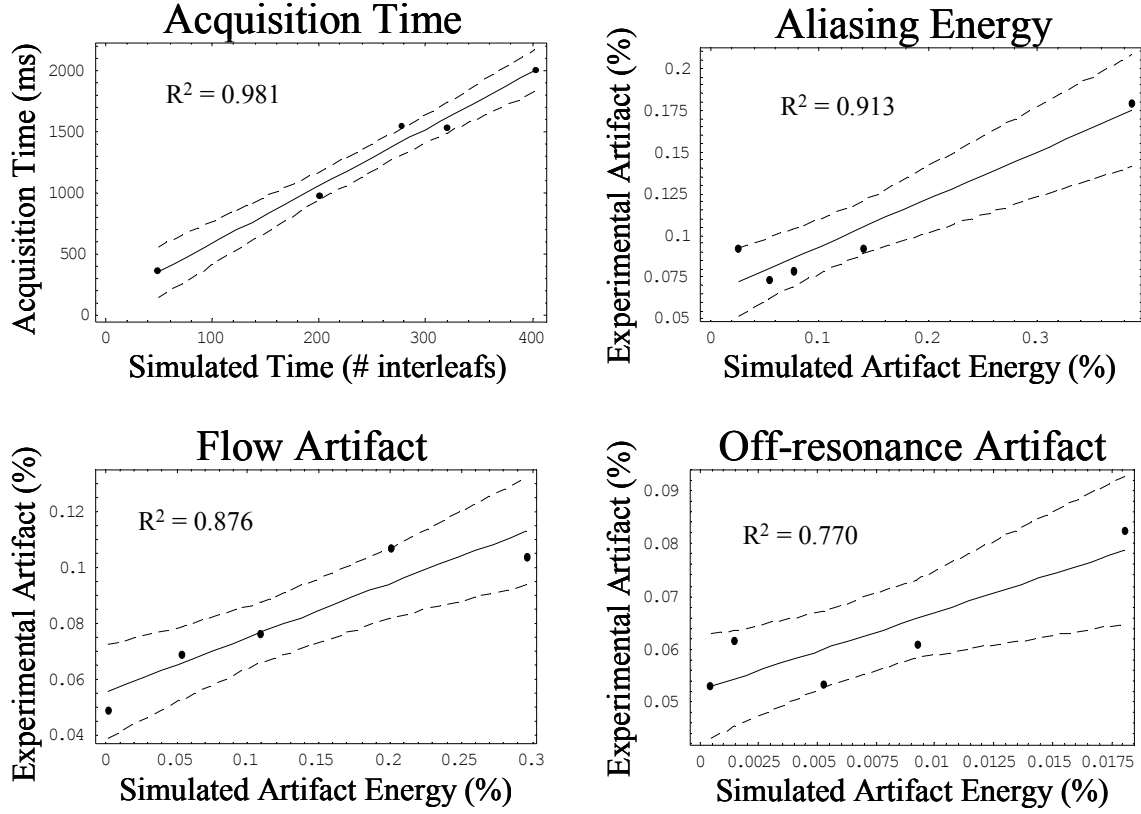 Acquisition Time
Acquisition Time (ms)
R² = 0.981
2000
1500
1000
500
0
0 100 200 300 400
Simulated Time (# interleafs)
Aliasing Energy
Experimental Artifact (%)
R² = 0.913
0.2
0.175
0.15
0.125
0.1
0.075
0.05
0 0.1 0.2 0.3
Simulated Artifact Energy (%)
Flow Artifact
Experimental Artifact (%)
R² = 0.876
0.12
0.1
0.08
0.06
0.04
0 0.05 0.1 0.15 0.2 0.25 0.3
Simulated Artifact Energy (%)
Off-resonance Artifact
Experimental Artifact (%)
R² = 0.770
0.09
0.08
0.07
0.06
0.05
0 0.0025 0.005 0.0075 0.01 0.0125 0.015 0.0175
Simulated Artifact Energy (%)